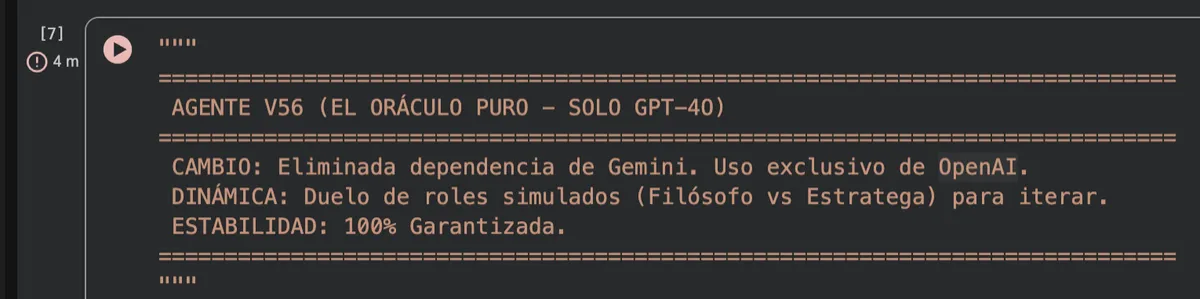 [7]
4 m
"""
================================================================================
AGENTE V56 (EL ORÁCULO PURO - SOLO GPT-4O)
================================================================================
CAMBIO: Eliminada dependencia de Gemini. Uso exclusivo de OpenAI.
DINÁMICA: Duelo de roles simulados (Filósofo vs Estratega) para iterar.
ESTABILIDAD: 100% Garantizada.
================================================================================
"""